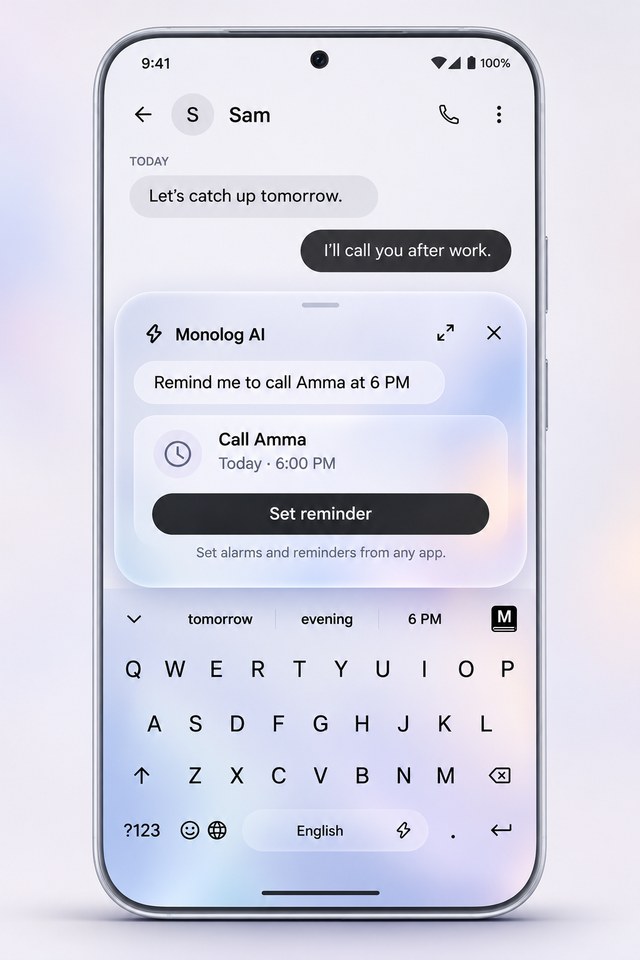 9:41 100%
S Sam
TODAY
Let’s catch up tomorrow.
I’ll call you after work.
Monolog AI
Remind me to call Amma at 6 PM
Call Amma
Today · 6:00 PM
Set reminder
Set alarms and reminders from any app.
tomorrow evening 6 PM M
Q W E R T Y U I O P
A S D F G H J K L
Z X C V B N M
?123 English .